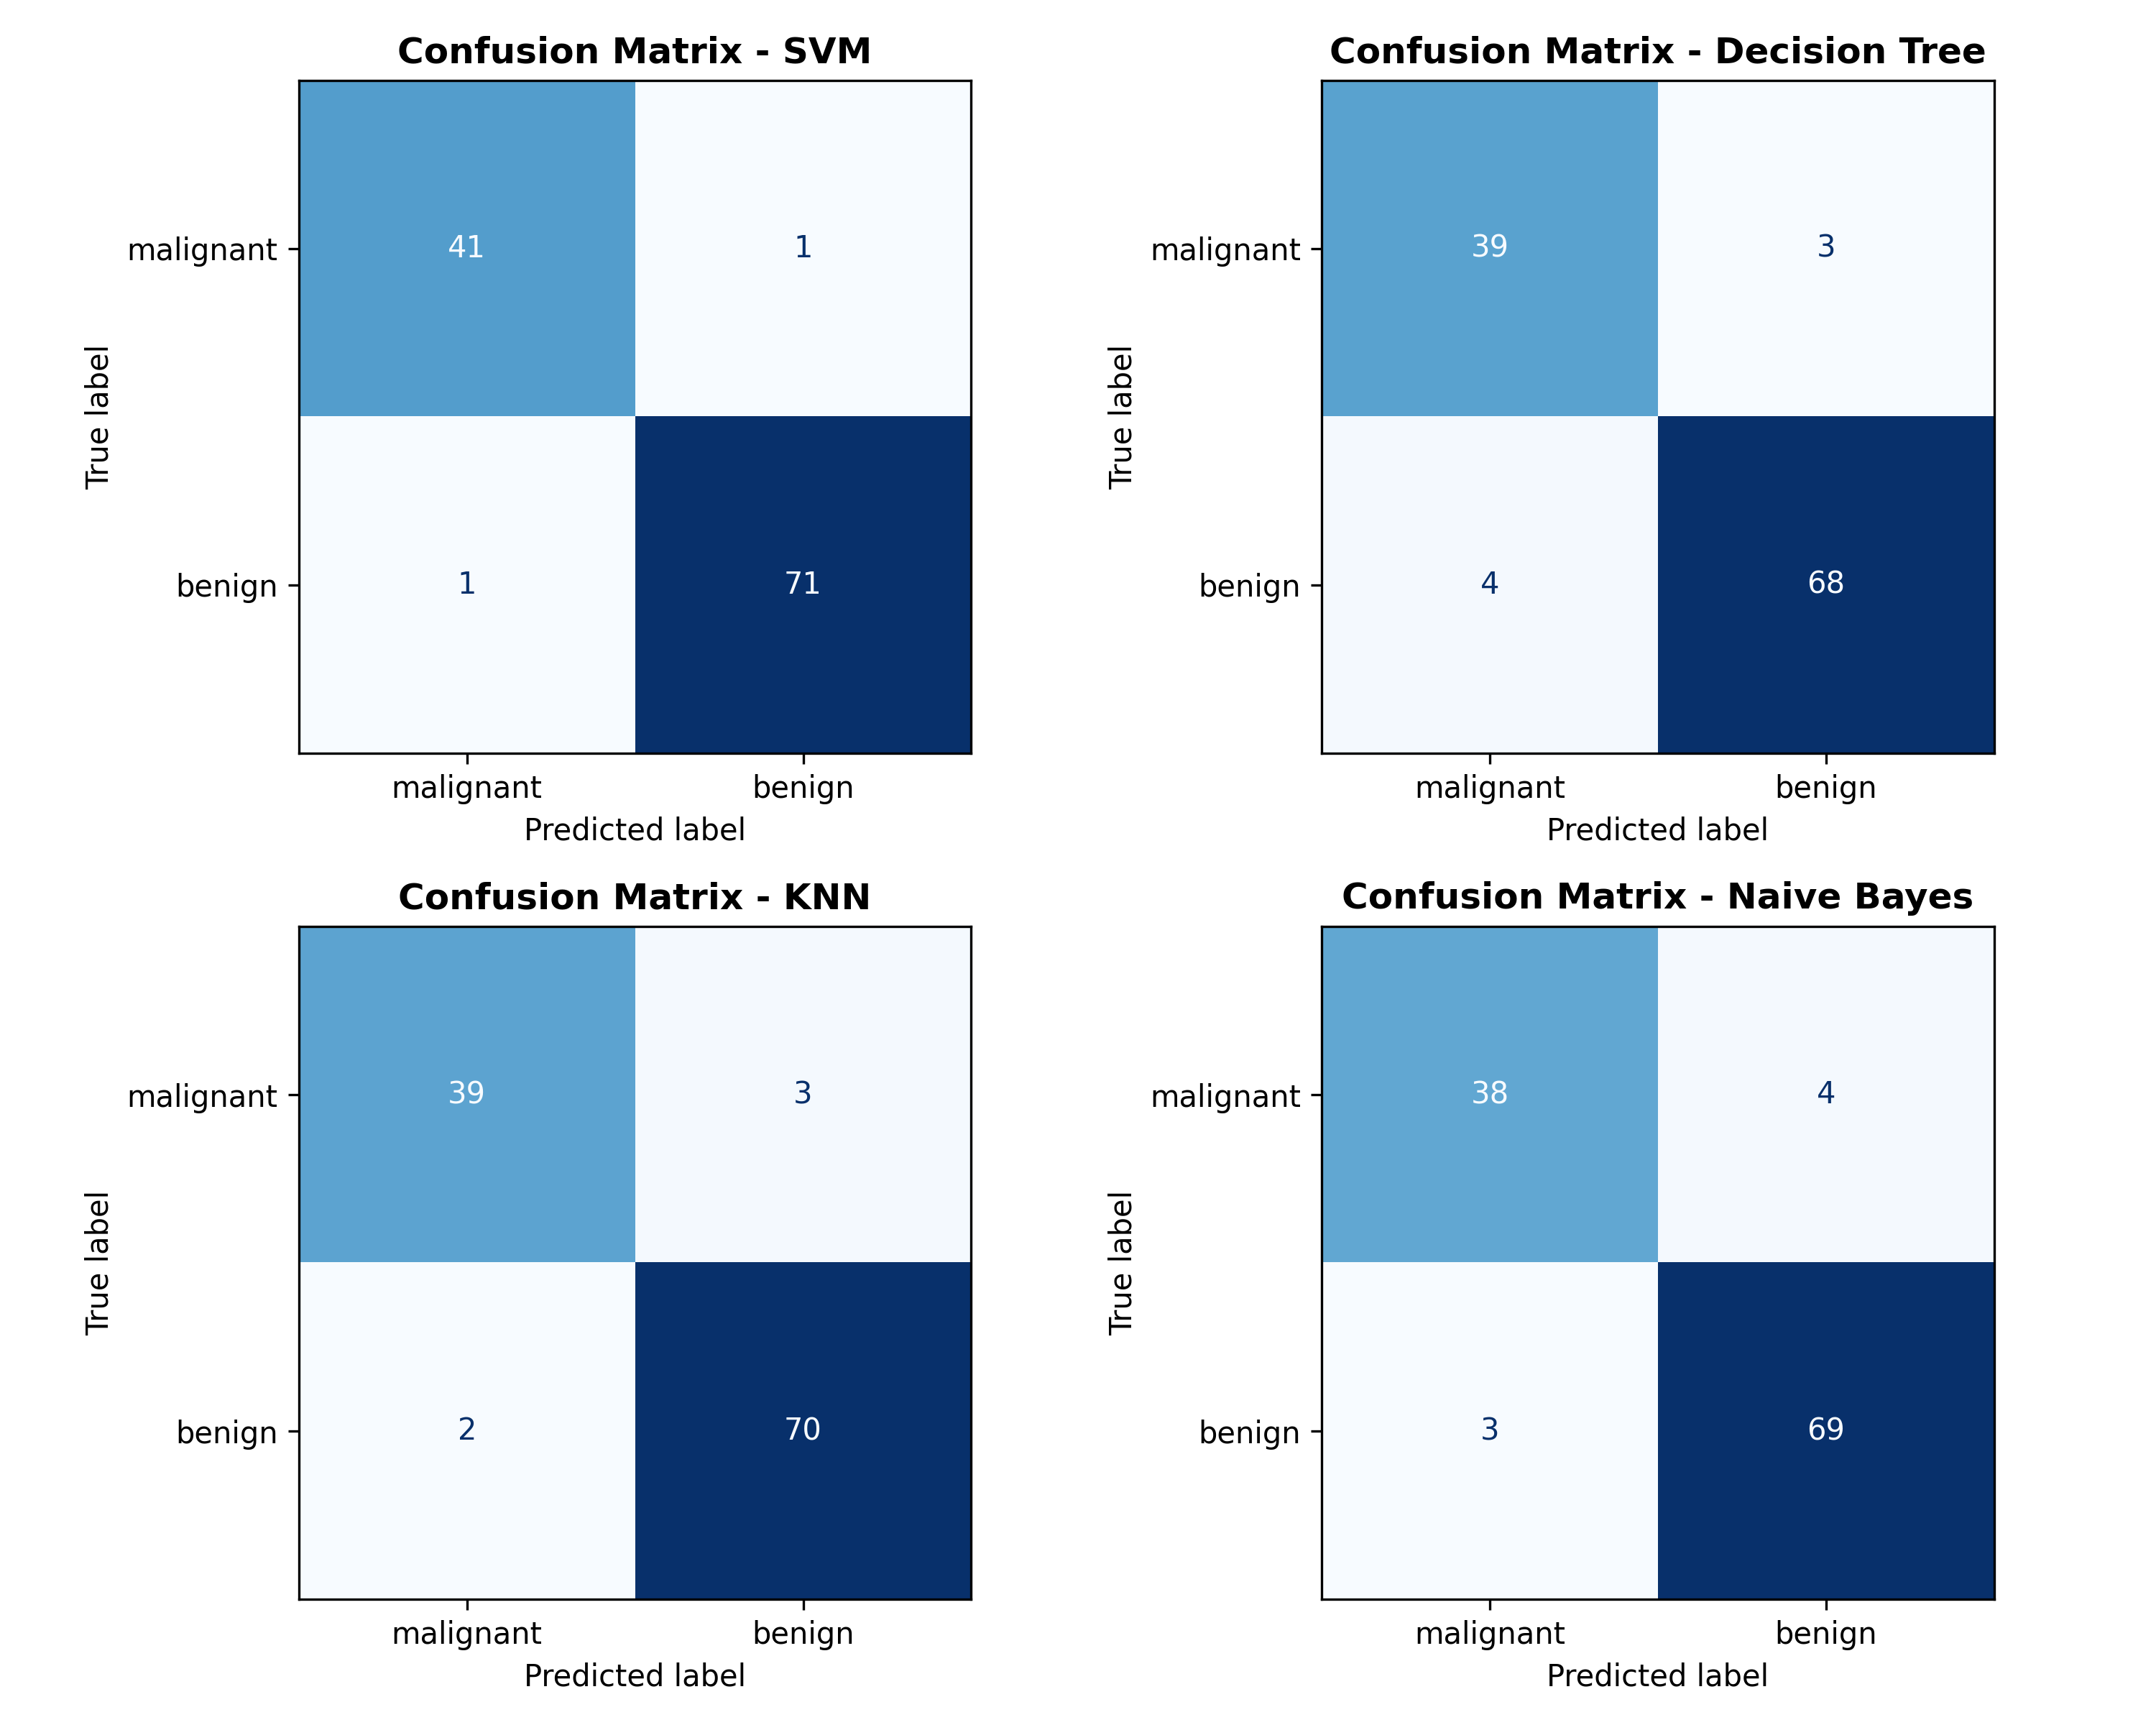 Confusion Matrix - SVM
True label
malignant
41
1
benign
1
71
malignant
benign
Predicted label
Confusion Matrix - Decision Tree
True label
malignant
39
3
benign
4
68
malignant
benign
Predicted label
Confusion Matrix - KNN
True label
malignant
39
3
benign
2
70
malignant
benign
Predicted label
Confusion Matrix - Naive Bayes
True label
malignant
38
4
benign
3
69
malignant
benign
Predicted label